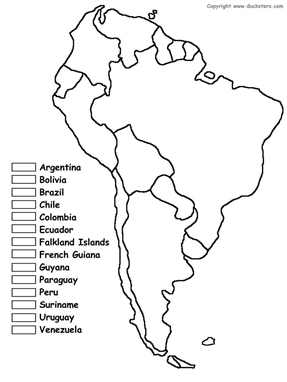 Copyright www.ducksters.com
Argentina
Bolivia
Brazil
Chile
Colombia
Ecuador
Falkland Islands
French Guiana
Guyana
Paraguay
Peru
Suriname
Uruguay
Venezuela